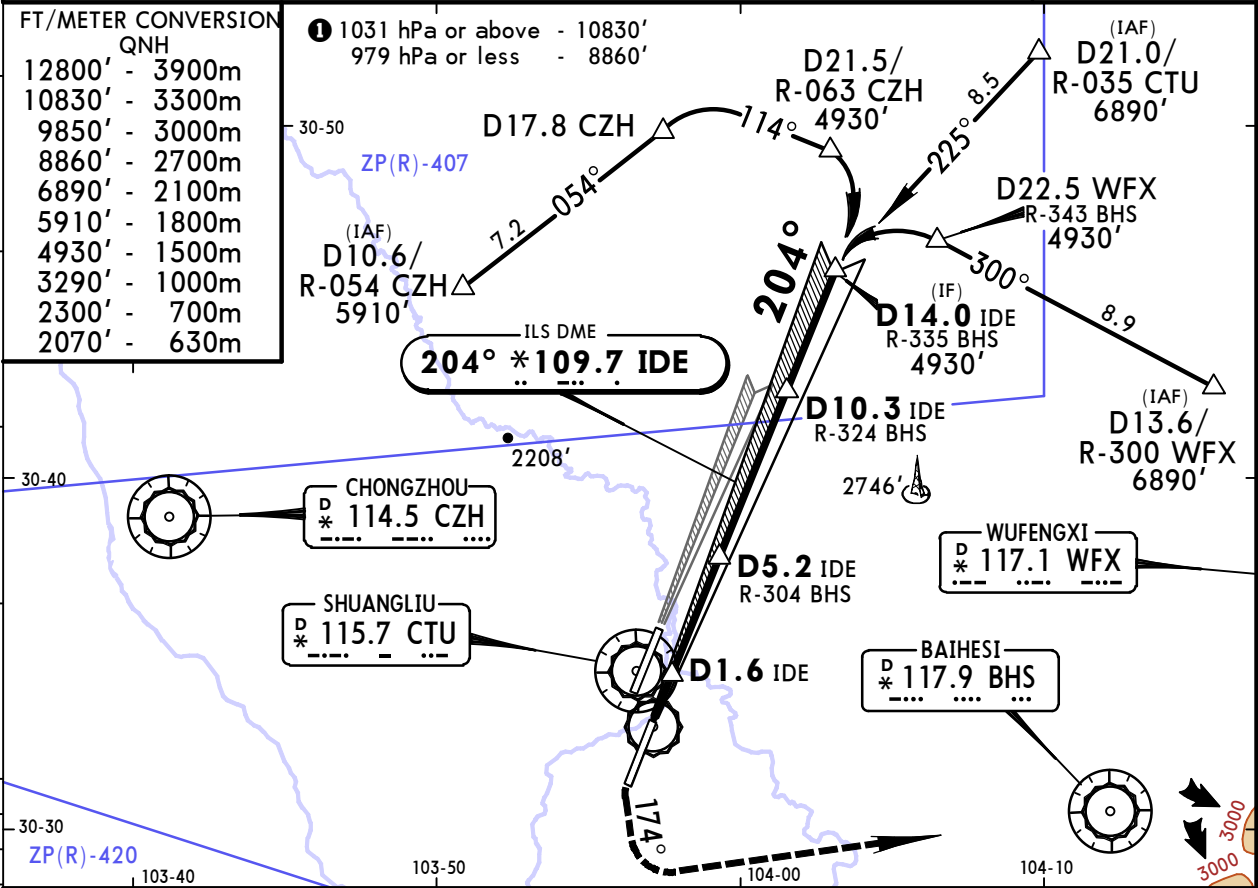 FT/METER CONVERSION
QNH
12800' - 3900m
10830' - 3300m
9850' - 3000m
8860' - 2700m
6890' - 2100m
5910' - 1800m
4930' - 1500m
3290' - 1000m
2300' - 700m
2070' - 630m
1 1031 hPa or above - 10830'
979 hPa or less - 8860'
(IAF)
D21.0/
R-035 CTU
6890'
8.5
225°
D21.5/
R-063 CZH
4930'
114°
D17.8 CZH
30-50
ZP(R)-407
054°
7.2
(IAF)
D10.6/
R-054 CZH
5910'
D22.5 WFX
R-343 BHS
4930'
300°
8.9
204°
(IF)
D14.0 IDE
R-335 BHS
4930'
ILS DME
204° *109.7 IDE
D10.3 IDE
R-324 BHS
(IAF)
D13.6/
R-300 WFX
6890'
2208'
30-40
2746'
CHONGZHOU
D
* 114.5 CZH
WUFENGXI
D
* 117.1 WFX
D5.2 IDE
R-304 BHS
SHUANGLIU
D
* 115.7 CTU
D1.6 IDE
BAIHESI
D
* 117.9 BHS
174°
30-30
ZP(R)-420
3000
3000
103-40
103-50
104-00
104-10